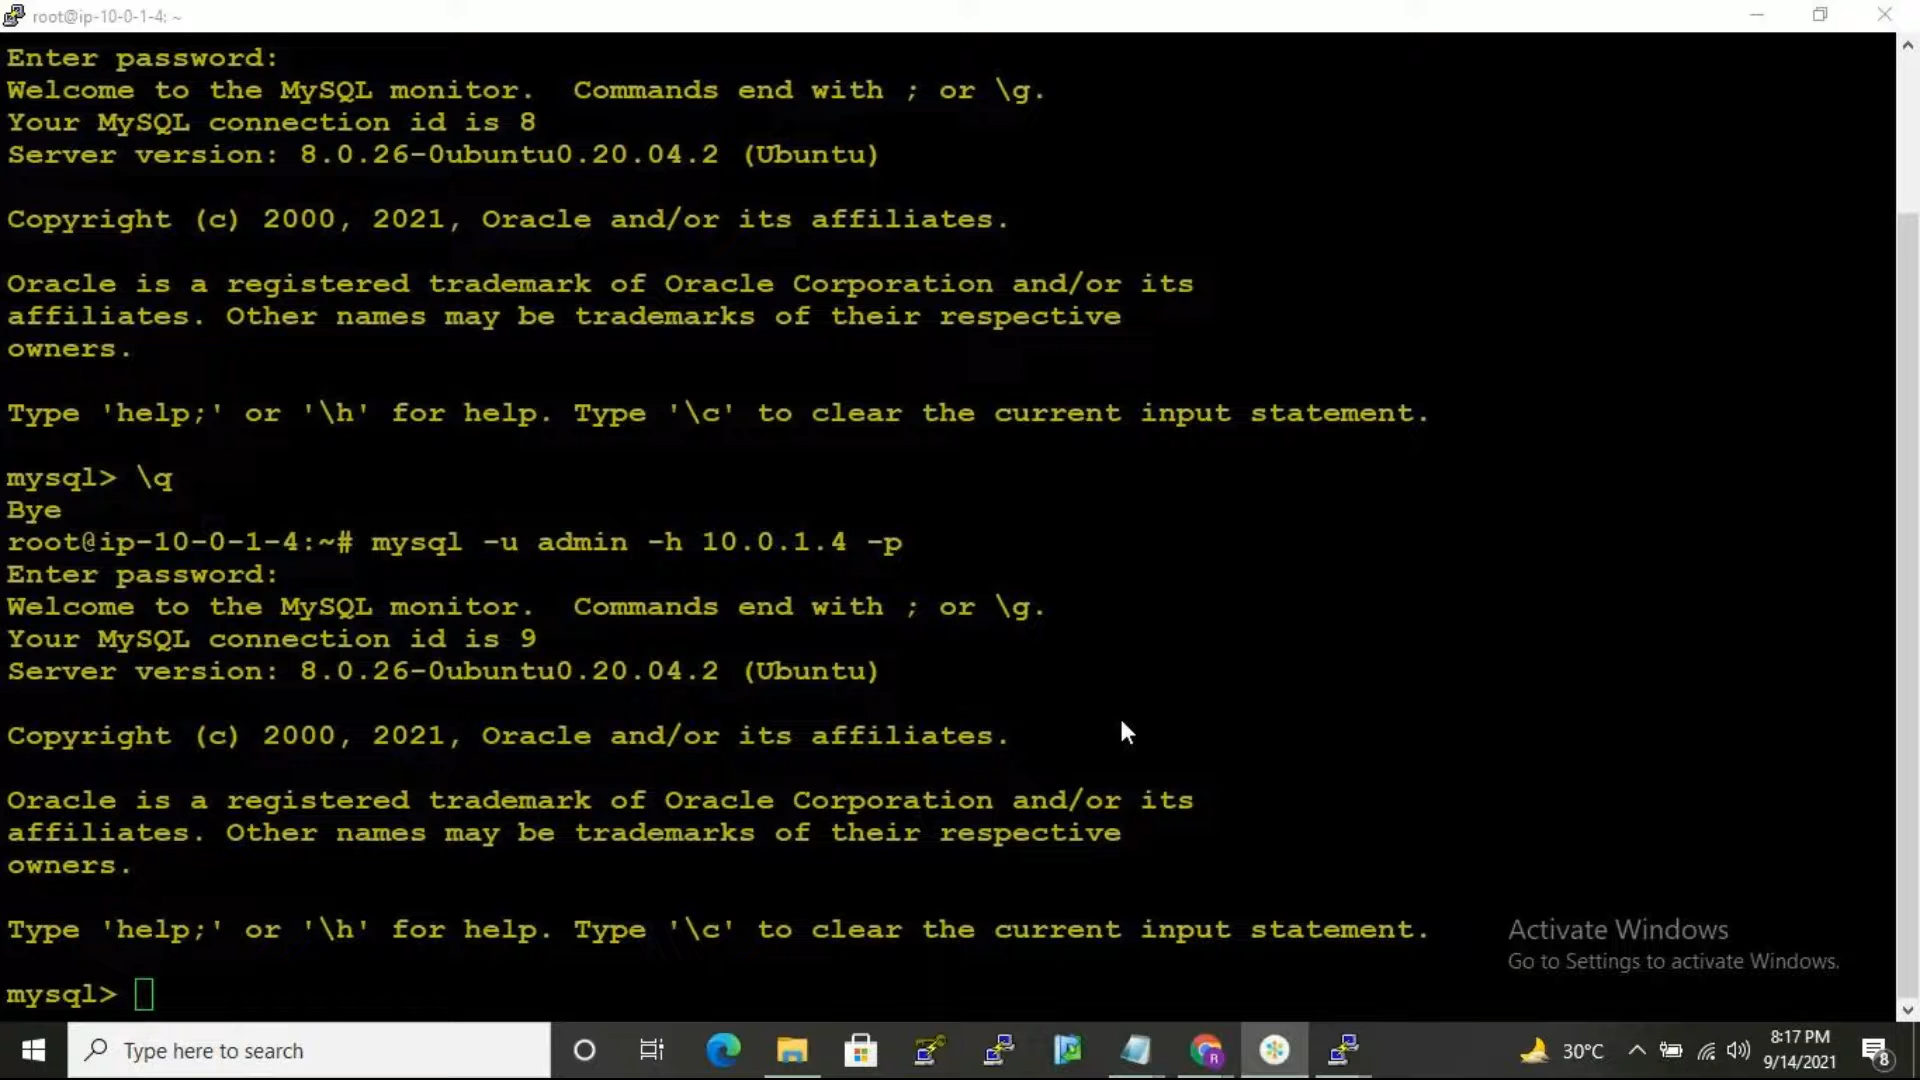 root@ip-10-0-1-4: ~
Enter password:
Welcome to the MySQL monitor.  Commands end with ; or \g.
Your MySQL connection id is 8
Server version: 8.0.26-0ubuntu0.20.04.2 (Ubuntu)
Copyright (c) 2000, 2021, Oracle and/or its affiliates.
Oracle is a registered trademark of Oracle Corporation and/or its
affiliates. Other names may be trademarks of their respective
owners.
Type 'help;' or '\h' for help. Type '\c' to clear the current input statement.
mysql> \q
Bye
root@ip-10-0-1-4:~# mysql -u admin -h 10.0.1.4 -p
Enter password:
Welcome to the MySQL monitor.  Commands end with ; or \g.
Your MySQL connection id is 9
Server version: 8.0.26-0ubuntu0.20.04.2 (Ubuntu)
Copyright (c) 2000, 2021, Oracle and/or its affiliates.
Oracle is a registered trademark of Oracle Corporation and/or its
affiliates. Other names may be trademarks of their respective
owners.
Type 'help;' or '\h' for help. Type '\c' to clear the current input statement.
Activate Windows
Go to Settings to activate Windows.
mysql>
Type here to search
R
30°C
8:17 PM
9/14/2021
8